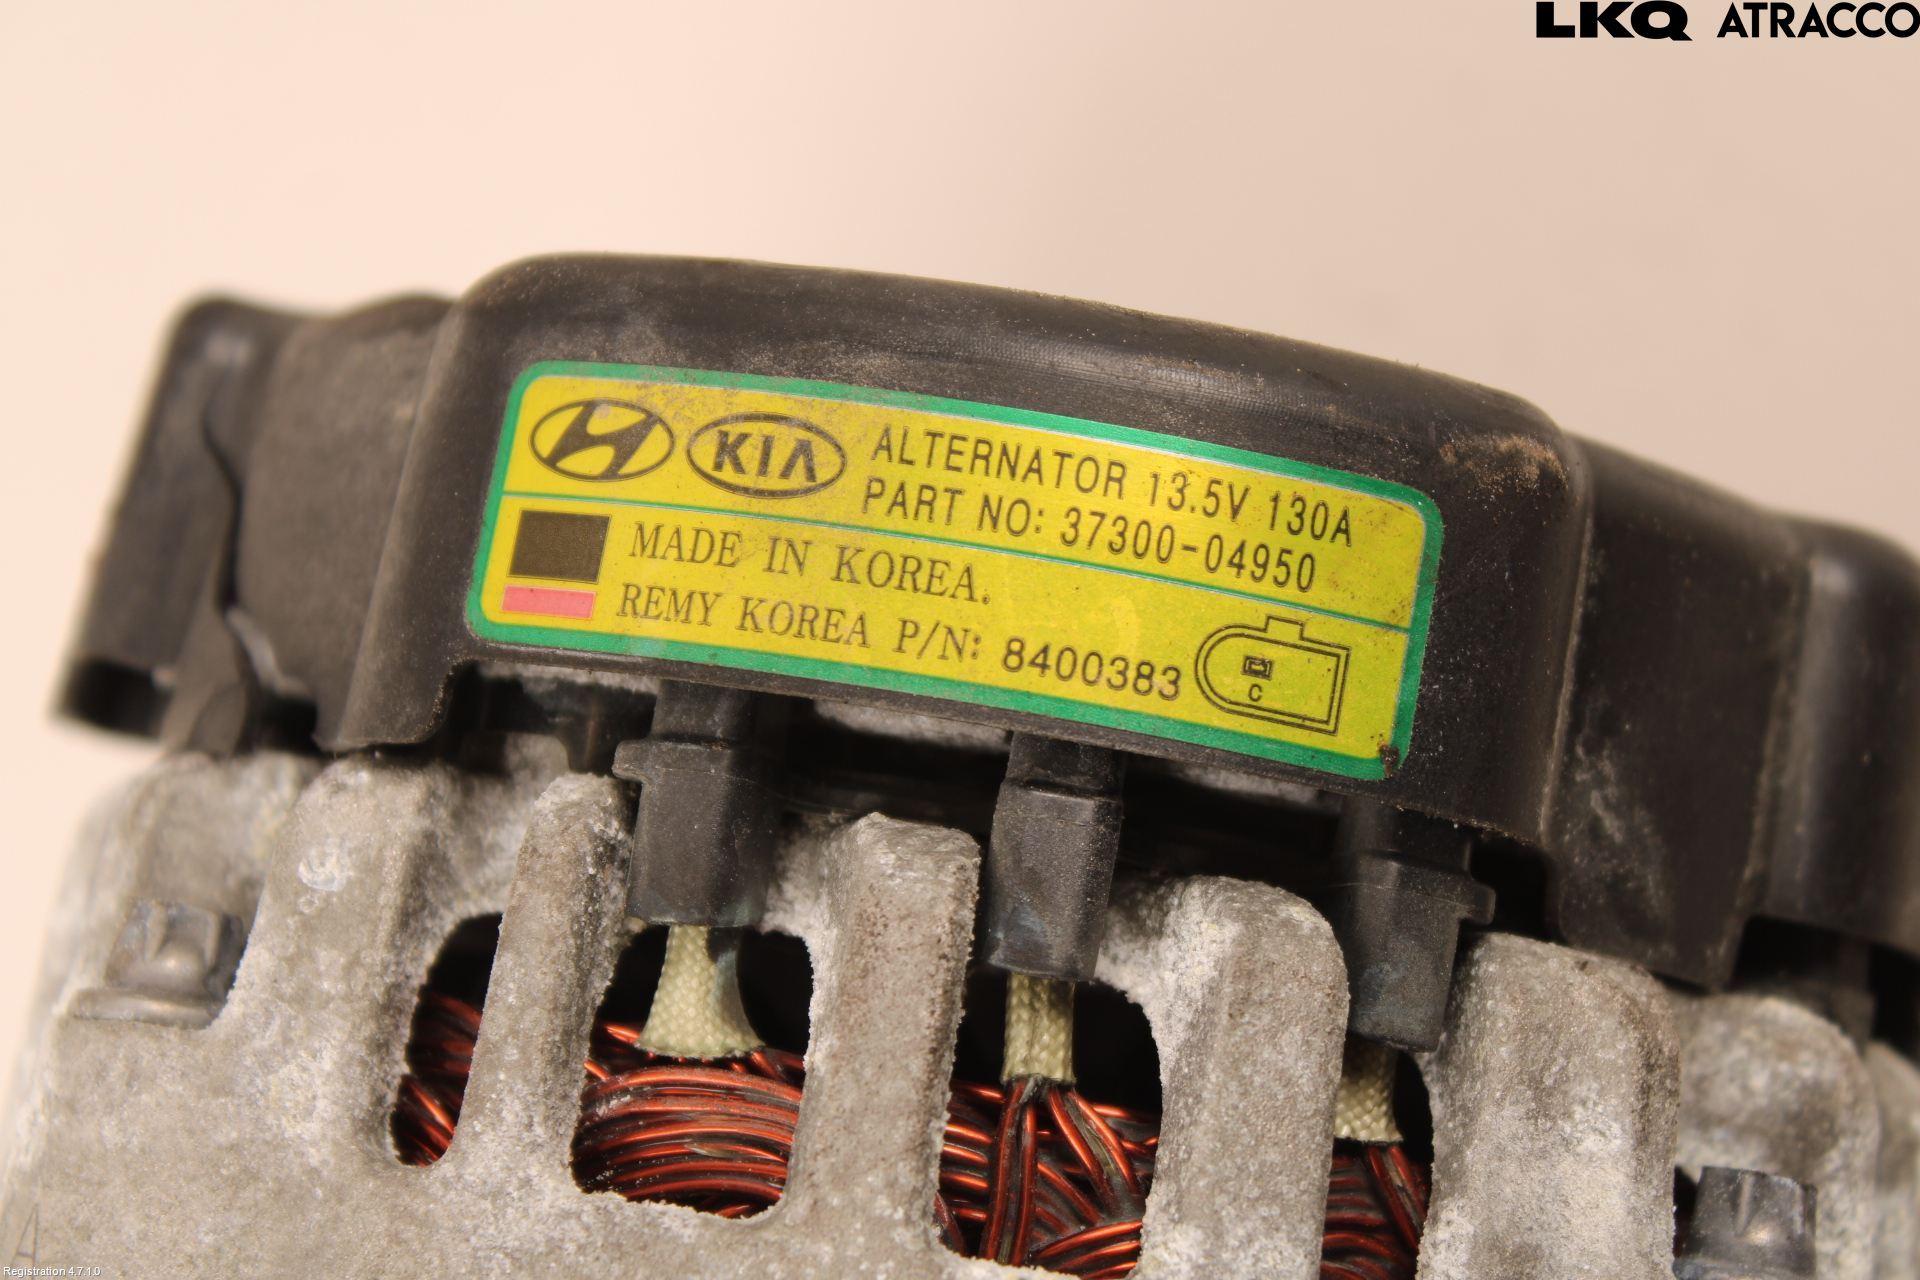 LKQ ATRACCO
KIA ALTERNATOR 13.5V 130A
PART NO: 37300-04950
MADE IN KOREA.
REMY KOREA P/N: 8400383
C
A
Registration 4.7.1.0